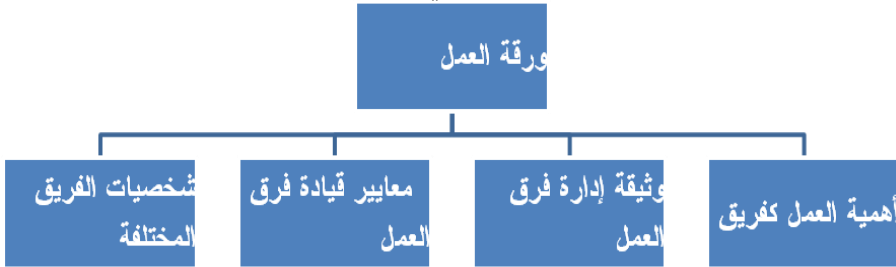 ورقة العمل
أهمية العمل كفريق
وثيقة إدارة فرق
العمل
معايير قيادة فرق
العمل
شخصيات الفريق
المختلفة